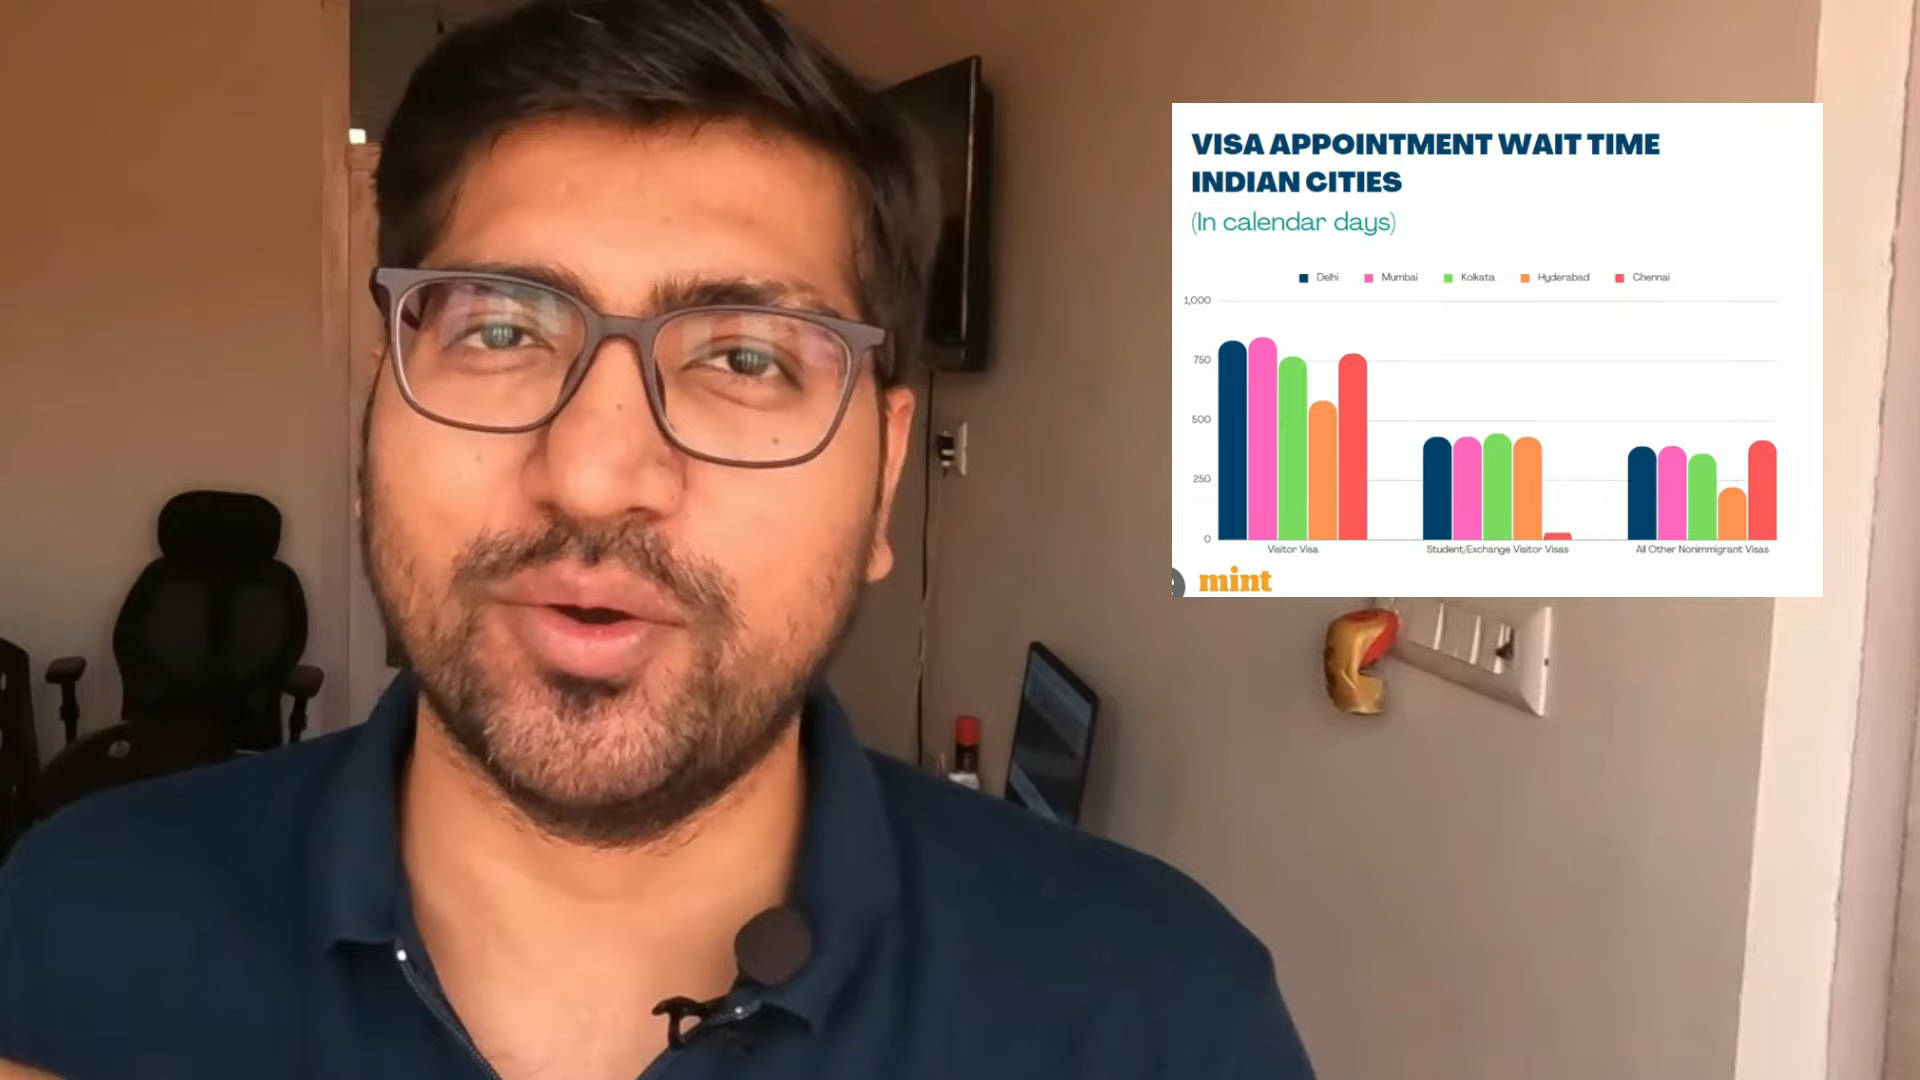 VISA APPOINTMENT WAIT TIME
INDIAN CITIES
(In calendar days)
Delhi Mumbai Kolkata Hyderabad Chennai
1,000
750
500
250
0
Visitor Visa Student/Exchange Visitor Visas All Other Nonimmigrant Visas
mint